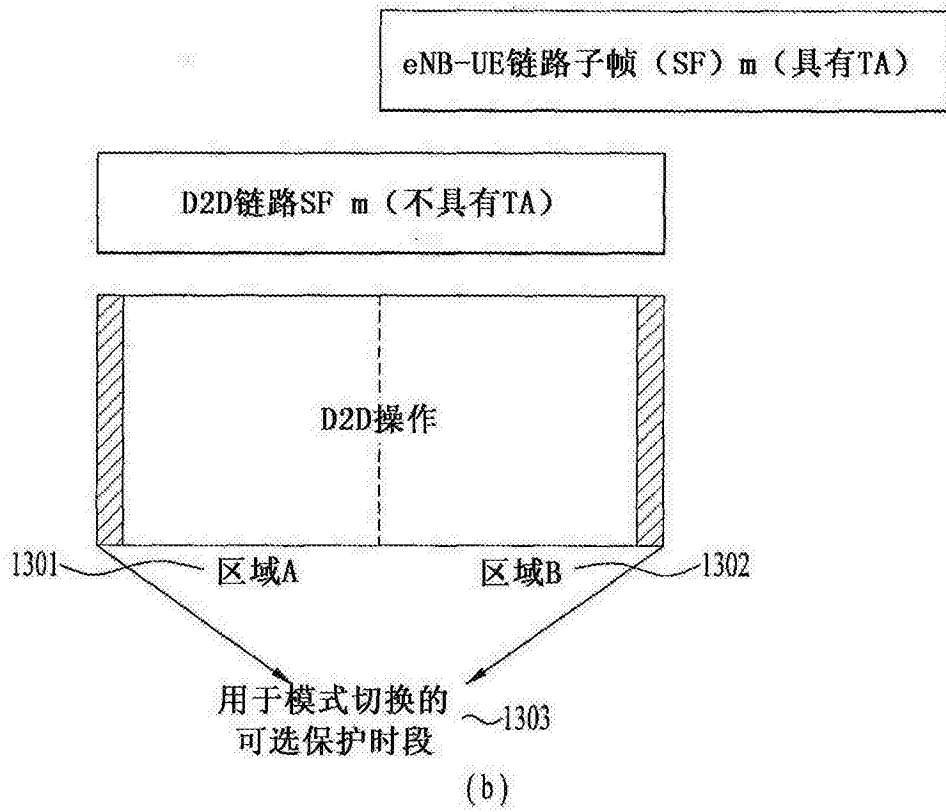 eNB-UE链路子帧（SF）m（具有TA）
D2D链路SF m（不具有TA）
D2D操作
1301
区域A
区域B
1302
用于模式切换的
可选保护时段
1303
(b)